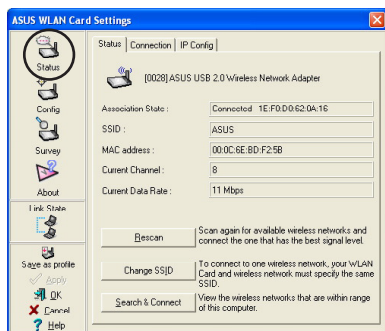 ASUS WLAN Card Settings
Status
Config
Survey
About
Link State
Save as profile
Apply
OK
Cancel
Help
Status Connection IP Config
[0028] ASUS USB 2.0 Wireless Network Adapter
Association State : Connected 1E:F0:D0:62:0A:16
SSID : ASUS
MAC address : 00:0C:6E:BD:F2:5B
Current Channel : 8
Current Data Rate : 11 Mbps
Rescan
Scan again for available wireless networks and
connect the one that has the best signal level.
Change SSID
To connect to one wireless network, your WLAN
Card and wireless network must specify the same
SSID.
Search & Connect
View the wireless networks that are within range
of this computer.